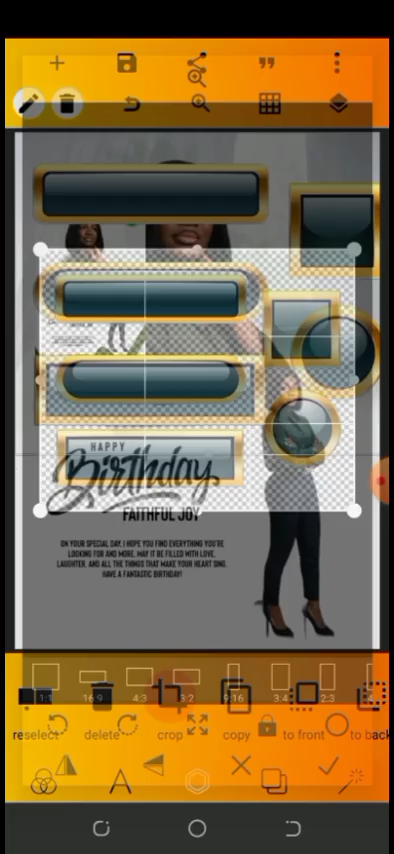 HAPPY
Birthday
FAITHFUL JOY
ON YOUR SPECIAL DAY, I HOPE YOU FIND EVERYTHING YOU'RE
LOOKING FOR AND MORE. MAY IT BE FILLED WITH LOVE,
LAUGHTER, AND ALL THE THINGS THAT MAKE YOUR HEART SING.
HAVE A FANTASTIC BIRTHDAY!
1:1 16:9 4:3 3:2 9:16 3:4 2:3
reselect delete crop copy to front to back